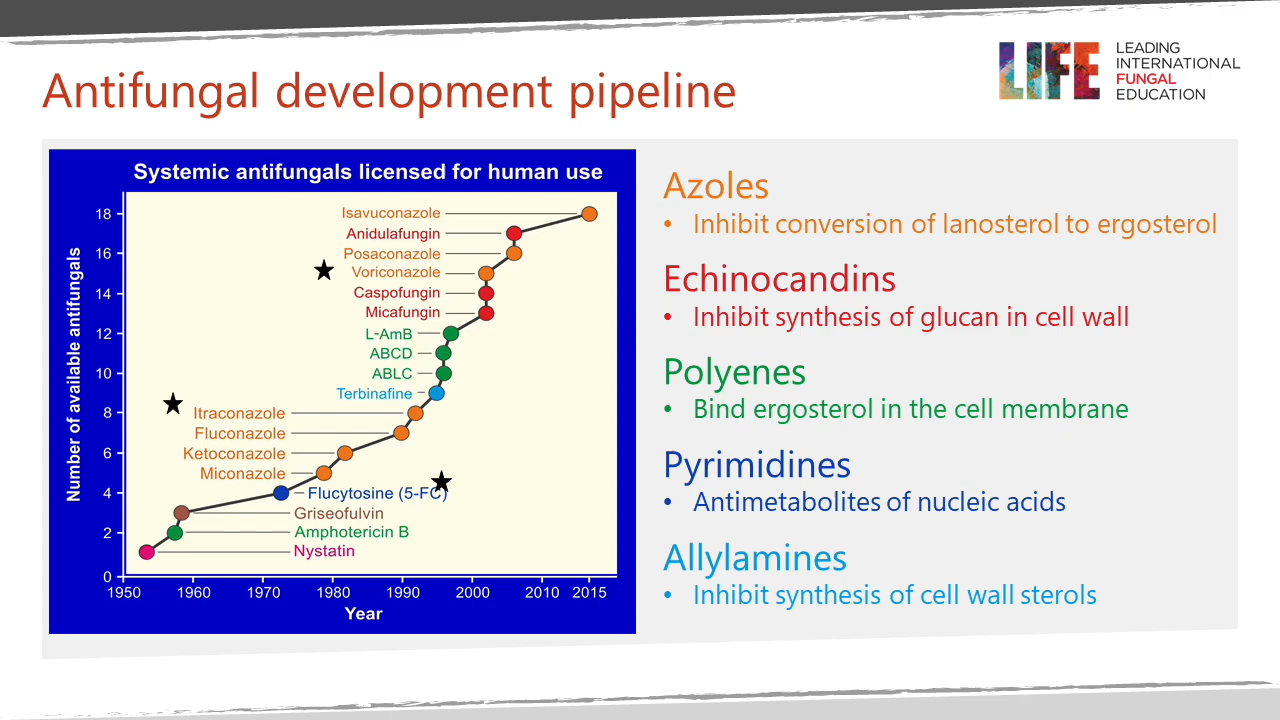 Antifungal development pipeline
LIFE
LEADING
INTERNATIONAL
FUNGAL
EDUCATION
Systemic antifungals licensed for human use
Number of available antifungals
18
16
14
12
10
8
6
4
2
0
Isavuconazole
Anidulafungin
Posaconazole
Voriconazole
Caspofungin
Micafungin
L-AmB
ABCD
ABLC
Terbinafine
Itraconazole
Fluconazole
Ketoconazole
Miconazole
Flucytosine (5-FC)
Griseofulvin
Amphotericin B
Nystatin
1950 1960 1970 1980 1990 2000 2010 2015
Year
Azoles
• Inhibit conversion of lanosterol to ergosterol
Echinocandins
• Inhibit synthesis of glucan in cell wall
Polyenes
• Bind ergosterol in the cell membrane
Pyrimidines
• Antimetabolites of nucleic acids
Allylamines
• Inhibit synthesis of cell wall sterols